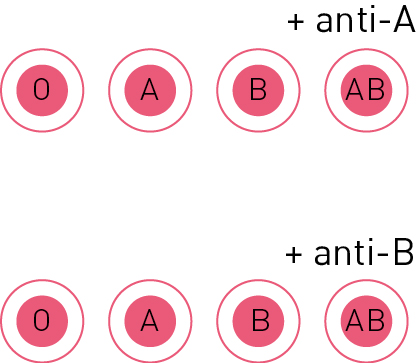 + anti-A
0 A B AB
+ anti-B
0 A B AB